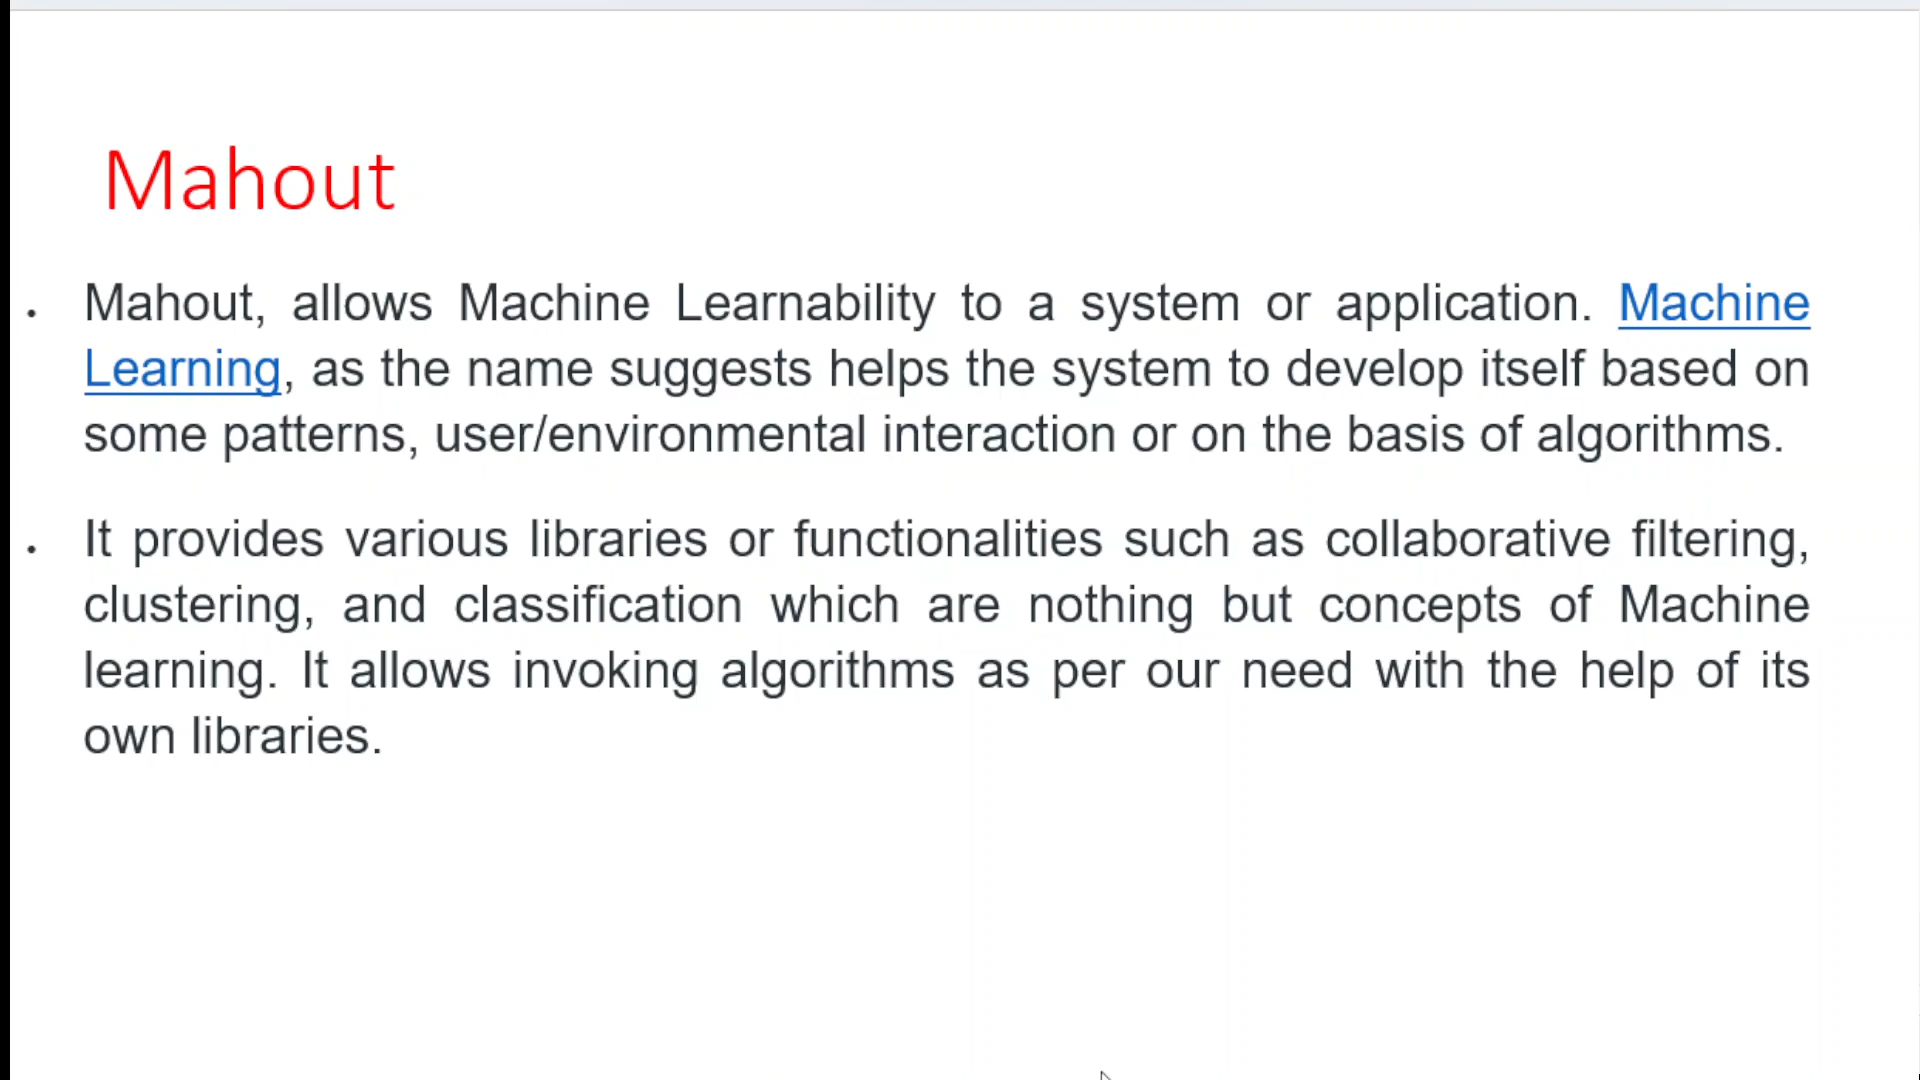 Mahout
. Mahout, allows Machine Learnability to a system or application. Machine
Learning, as the name suggests helps the system to develop itself based on
some patterns, user/environmental interaction or on the basis of algorithms.
. It provides various libraries or functionalities such as collaborative filtering,
clustering, and classification which are nothing but concepts of Machine
learning. It allows invoking algorithms as per our need with the help of its
own libraries.